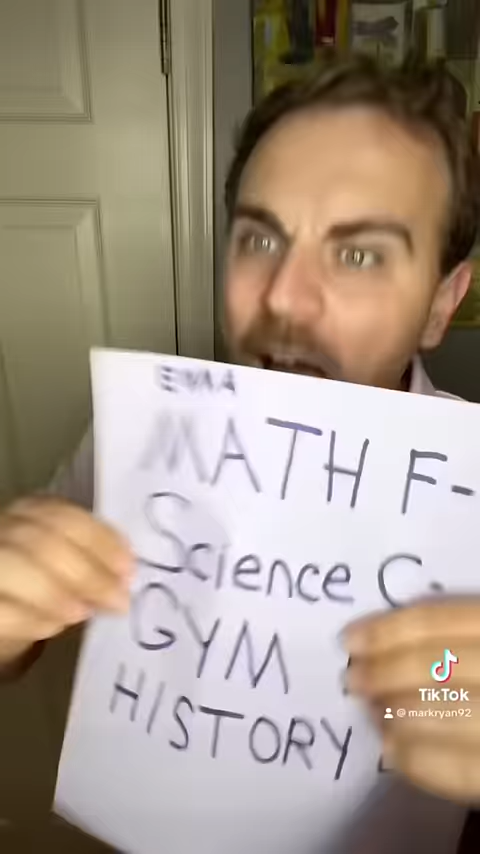 EMMA
MATH F-
Science C-
GYM
HISTORY
TikTok
@markryan92